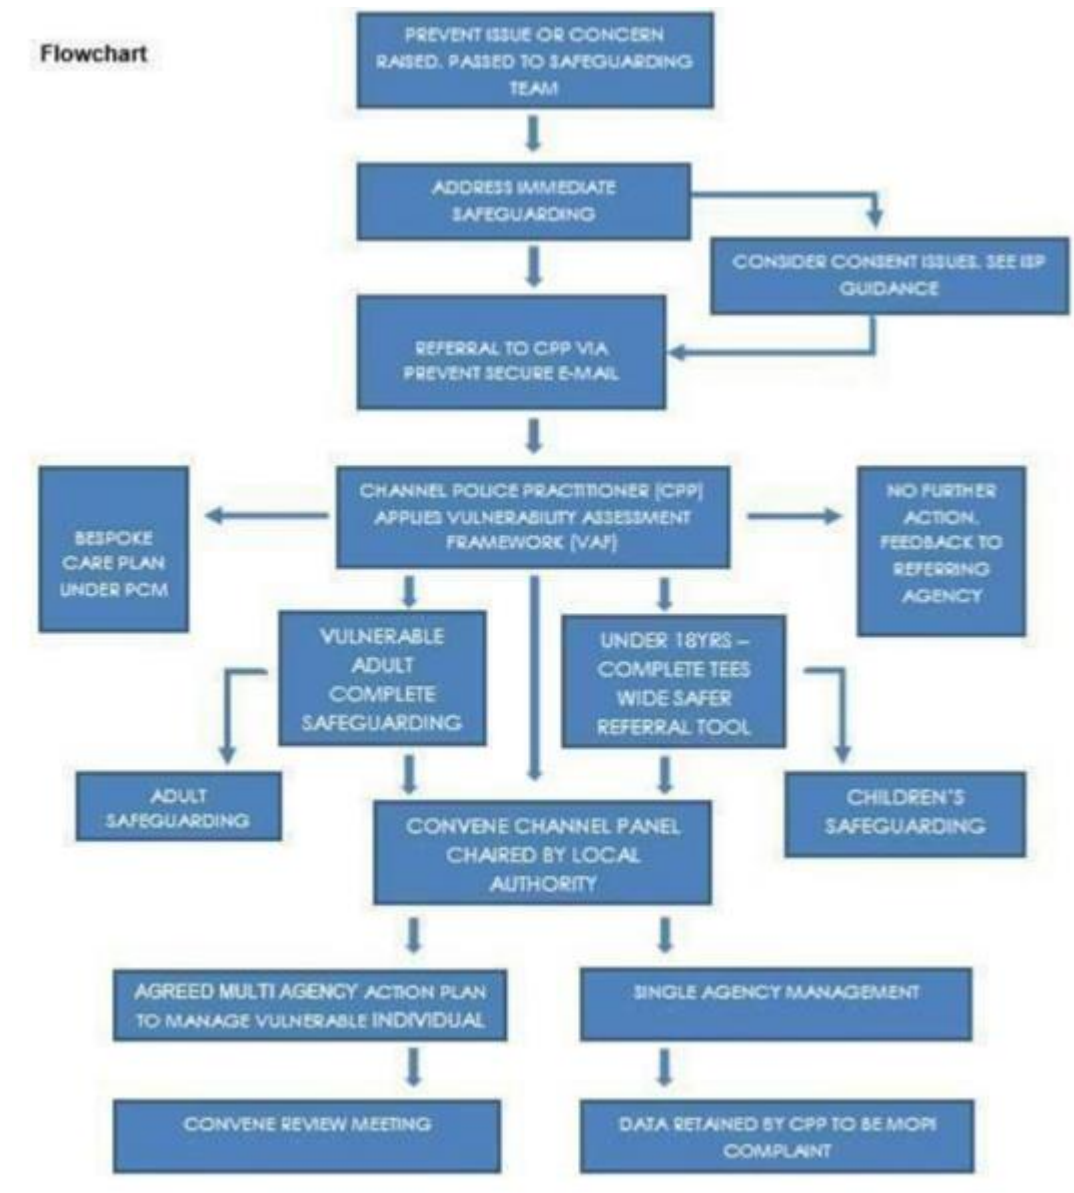 Flowchart
PREVENT ISSUE OR CONCERN
RAISED. PASSED TO SAFEGUARDING
TEAM
ADDRESS IMMEDIATE
SAFEGUARDING
CONSIDER CONSENT ISSUES, SEE ISP
GUIDANCE
REFERRAL TO CPP VIA
PREVENT SECURE E-MAIL
BESPOKE
CARE PLAN
UNDER PCM
CHANNEL POLICE PRACTITIONER (CPP)
APPLIES VULNERABILITY ASSESSMENT
FRAMEWORK (VAF)
NO FURTHER
ACTION.
FEEDBACK TO
REFERRING
AGENCY
VULNERABLE
ADULT
COMPLETE
SAFEGUARDING
UNDER 18YRS –
COMPLETE TEES
WIDE SAFER
REFERRAL TOOL
ADULT
SAFEGUARDING
CONVENE CHANNEL PANEL
CHAIRED BY LOCAL
AUTHORITY
CHILDREN'S
SAFEGUARDING
AGREED MULTI AGENCY ACTION PLAN
TO MANAGE VULNERABLE INDIVIDUAL
SINGLE AGENCY MANAGEMENT
CONVENE REVIEW MEETING
DATA RETAINED BY CPP TO BE MOPI
COMPLAINT